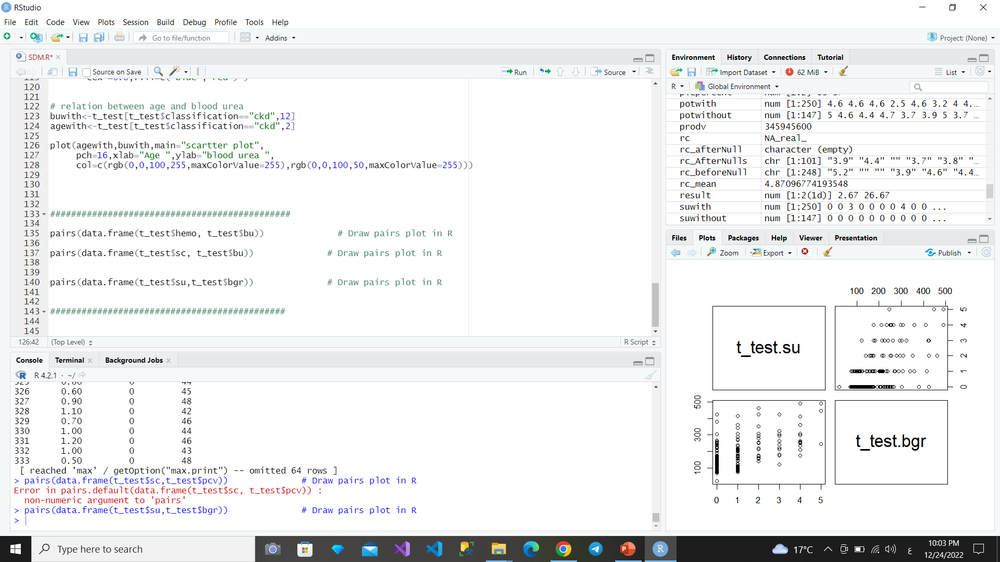 RStudio
File Edit Code View Plots Session Build Debug Profile Tools Help
Go to file/function Addins Project: (None)
SDM.R*
Source on Save Run Source
120
121
122 # relation between age and blood urea
123 buwith<-t_test[t_test$classification=="ckd",12]
124 agewith<-t_test[t_test$classification=="ckd",2]
125
126 plot(agewith,buwith,main="scartter plot",
127 pch=16,xlab="Age ",ylab="blood urea ",
128 col=c(rgb(0,0,100,255,maxColorValue=255),rgb(0,0,100,50,maxColorValue=255)))
129
130
131
132
133 ##############################################
134
135 pairs(data.frame(t_test$hemo, t_test$bu)) # Draw pairs plot in R
136
137 pairs(data.frame(t_test$sc, t_test$bu)) # Draw pairs plot in R
138
139
140 pairs(data.frame(t_test$su,t_test$bgr)) # Draw pairs plot in R
141
142
143 #############################################
144
145
126:42 (Top Level) R Script
Console Terminal Background Jobs
R 4.2.1 · ~/
325 0.80 0 44
326 0.60 0 45
327 0.90 0 48
328 1.10 0 42
329 0.70 0 46
330 1.00 0 44
331 1.20 0 46
332 1.00 0 43
333 0.50 0 48
[ reached 'max' / getOption("max.print") -- omitted 64 rows ]
> pairs(data.frame(t_test$sc,t_test$pcv)) # Draw pairs plot in R
Error in pairs.default(data.frame(t_test$sc, t_test$pcv)) :
non-numeric argument to 'pairs'
> pairs(data.frame(t_test$su,t_test$bgr)) # Draw pairs plot in R
>
Environment History Connections Tutorial
Import Dataset 62 MiB List
R Global Environment
potwith num [1:250] 4.6 4.6 4.6 2.5 4.6 3.2 4 4.…
potwithout num [1:147] 5 4.6 4.4 4.7 3.7 3.9 5 3.7 …
prodv 345945600
rc NA_real_
rc_afterNull character (empty)
rc_AfterNulls chr [1:101] "3.9" "4.4" "" "3.7" "3.8" "…
rc_beforeNull chr [1:248] "5.2" "" "" "3.9" "4.6" "4.4…
rc_mean 4.87096774193548
result num [1:2(1d)] 2.67 26.67
suwith num [1:250] 0 0 3 0 0 0 0 4 0 0 ...
suwithout num [1:147] 0 0 0 0 0 0 0 0 0 0 ...
Files Plots Packages Help Viewer Presentation
Zoom Export Publish
100 200 300 400 500
t_test.su
5
4
3
2
1
0
500
300
100
t_test.bgr
0 1 2 3 4 5
Type here to search
17°C
ع
10:03 PM
12/24/2022